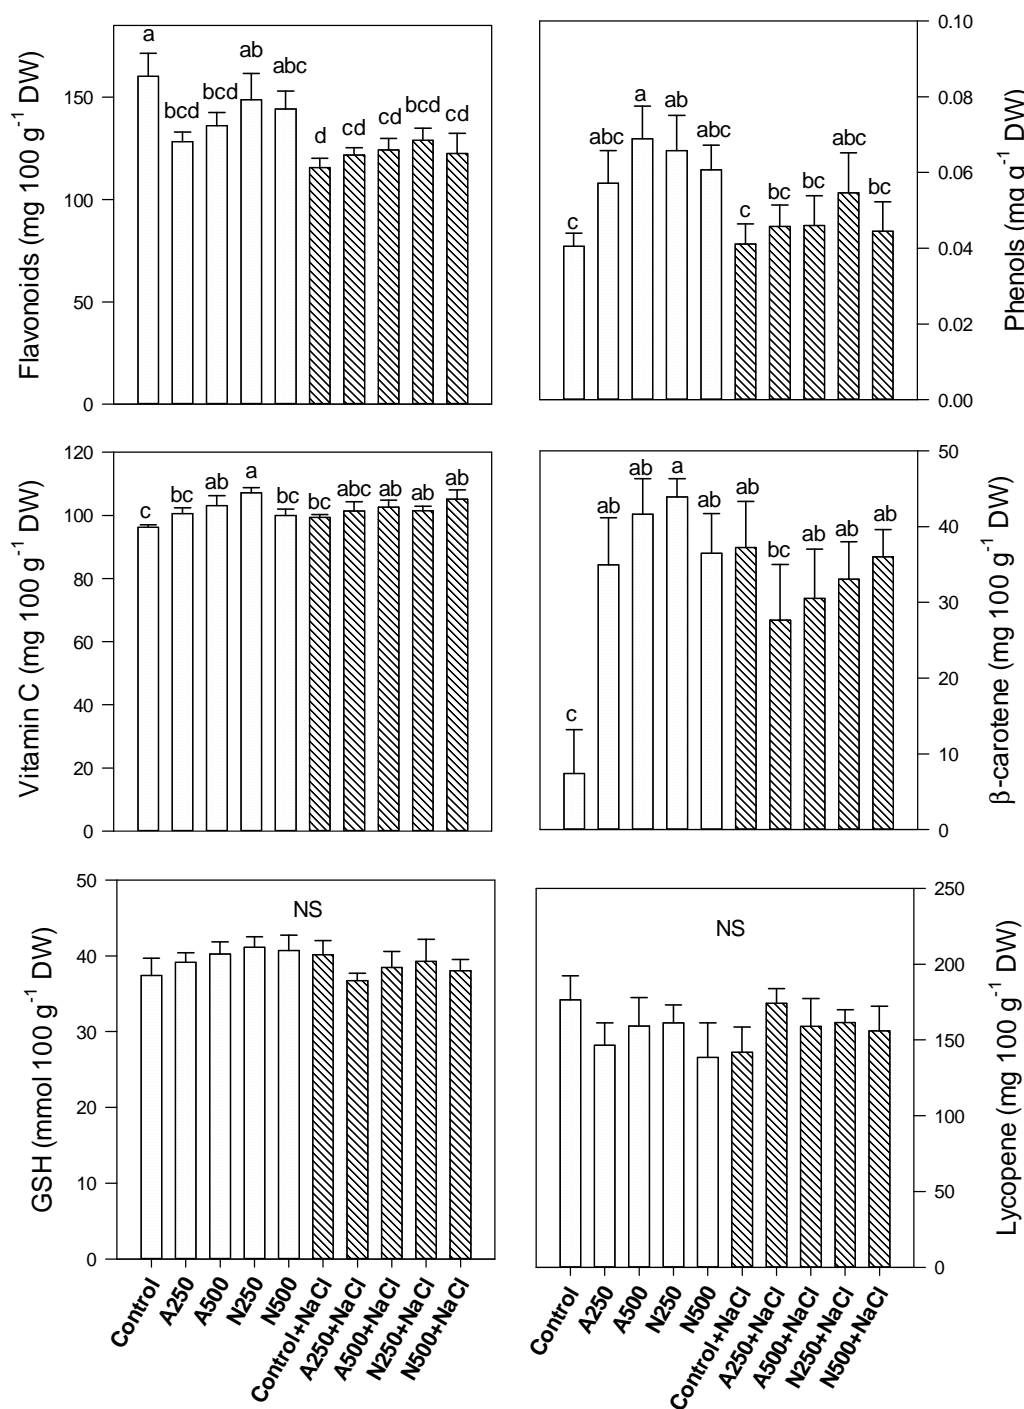 Flavonoids (mg 100 g-1 DW)
150
100
50
0
a
bcd
bcd
ab
abc
d
cd
cd
bcd
cd
Phenols (mg g-1 DW)
0.10
0.08
0.06
0.04
0.02
0.00
c
abc
a
ab
abc
c
bc
bc
abc
bc
Vitamin C (mg 100 g-1 DW)
120
100
80
60
40
20
0
c
bc
ab
a
bc
bc
abc
ab
ab
ab
β-carotene (mg 100 g-1 DW)
50
40
30
20
10
0
c
ab
ab
a
ab
ab
bc
ab
ab
ab
GSH (mmol 100 g-1 DW)
50
40
30
20
10
0
NS
Control
A250
A500
N250
N500
Control+NaCl
A250+NaCl
A500+NaCl
N250+NaCl
N500+NaCl
Lycopene (mg 100 g-1 DW)
250
200
150
100
50
0
NS
Control
A250
A500
N250
N500
Control+NaCl
A250+NaCl
A500+NaCl
N250+NaCl
N500+NaCl